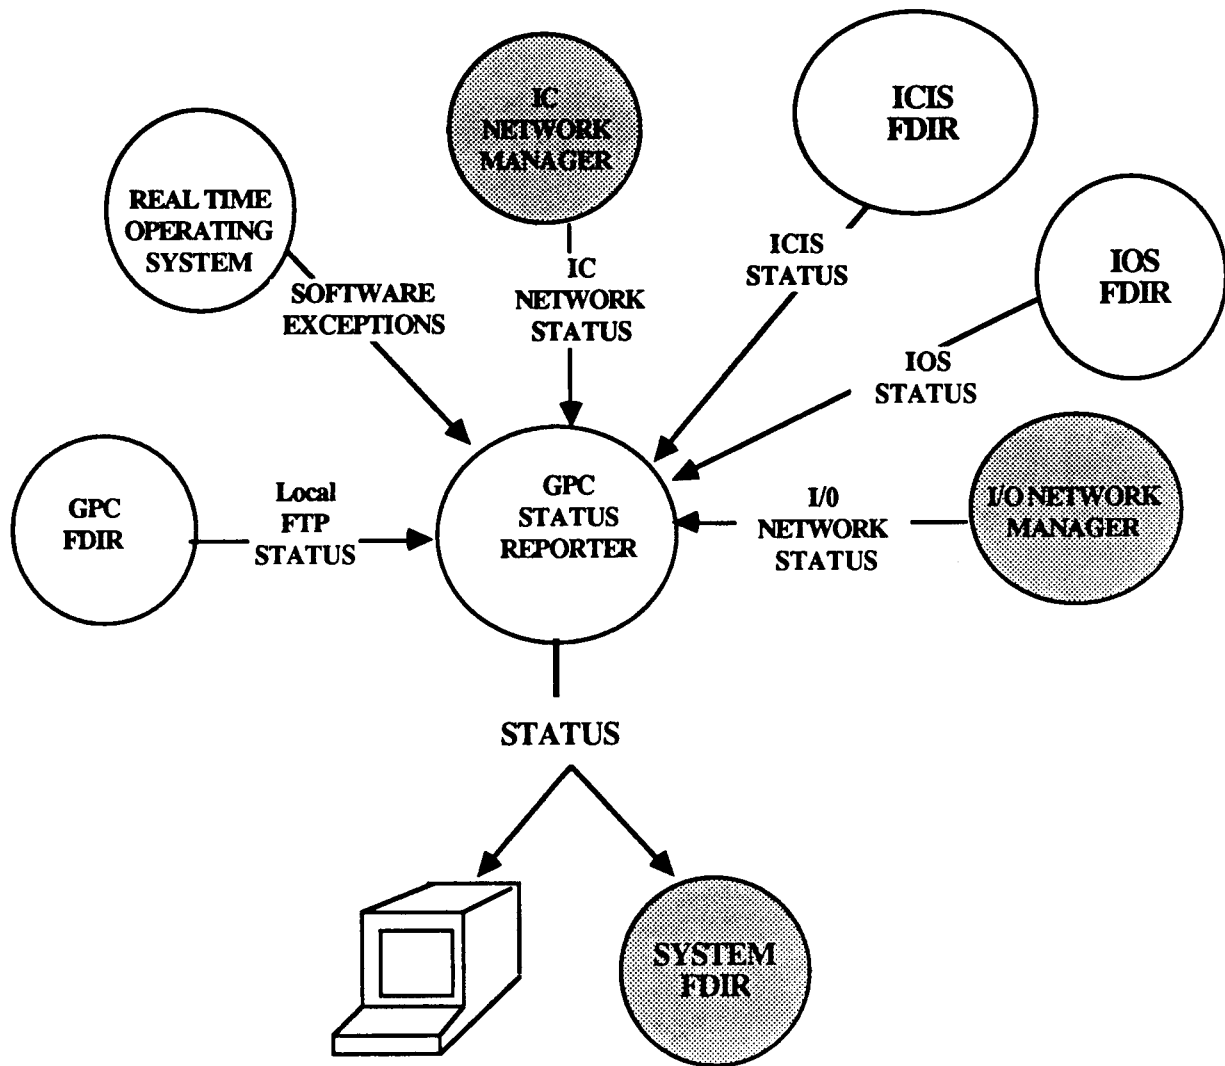 IC
NETWORK
MANAGER
ICIS
FDIR
REAL TIME
OPERATING
SYSTEM
IOS
FDIR
ICIS
STATUS
IC
NETWORK
STATUS
SOFTWARE
EXCEPTIONS
IOS
STATUS
GPC
FDIR
Local
FTP
STATUS
GPC
STATUS
REPORTER
I/0
NETWORK
STATUS
I/O NETWORK
MANAGER
STATUS
SYSTEM
FDIR